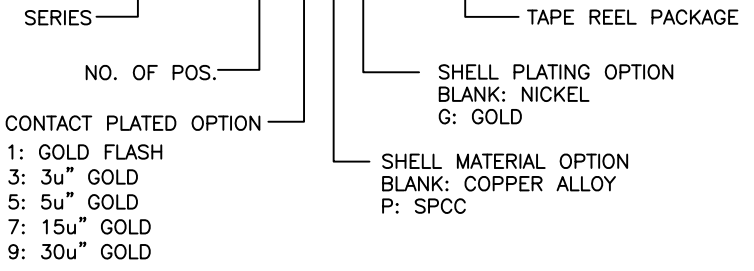 SERIES
TAPE REEL PACKAGE
NO. OF POS.
SHELL PLATING OPTION
BLANK: NICKEL
G: GOLD
CONTACT PLATED OPTION
1: GOLD FLASH
3: 3u" GOLD
5: 5u" GOLD
7: 15u" GOLD
9: 30u" GOLD
SHELL MATERIAL OPTION
BLANK: COPPER ALLOY
P: SPCC